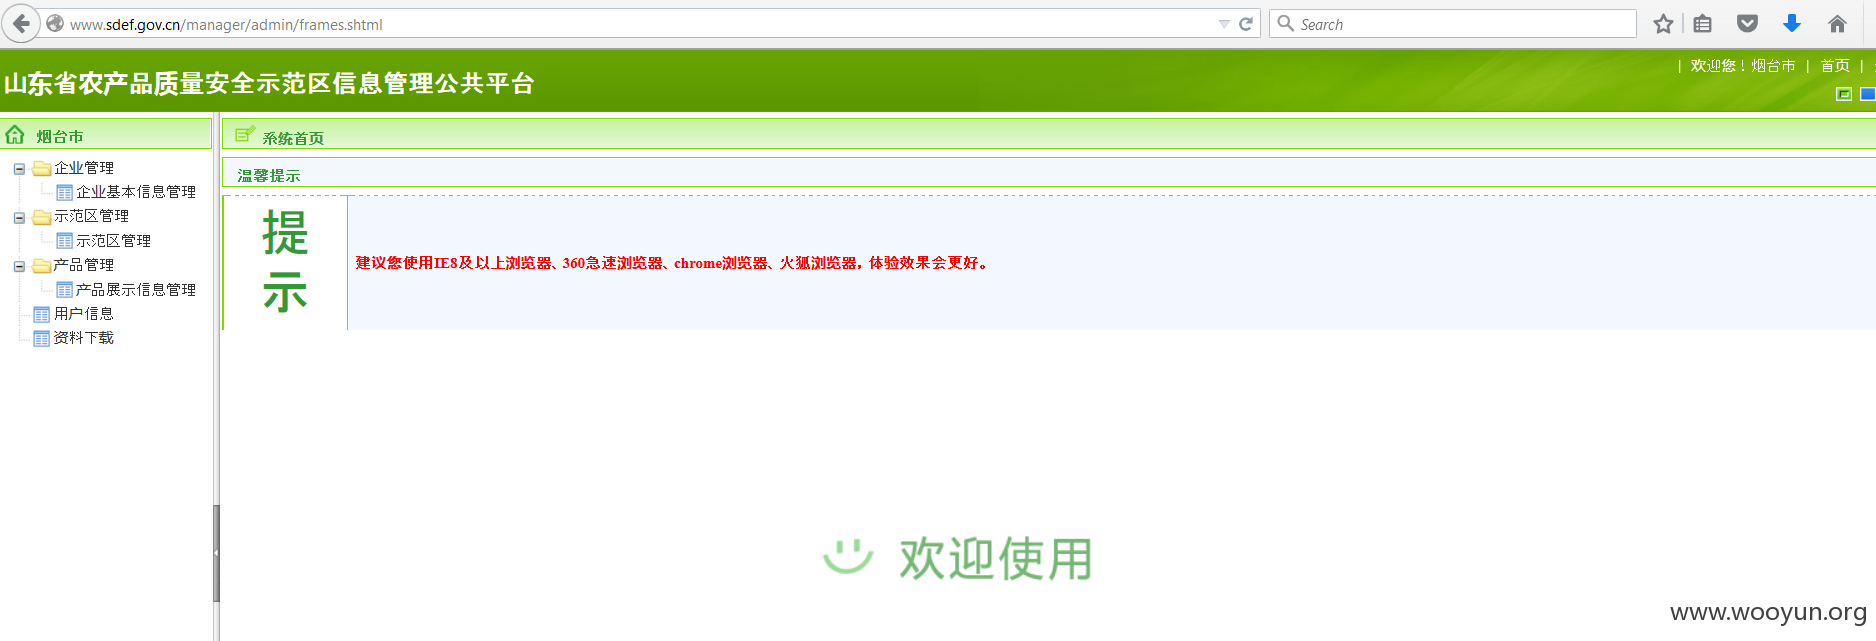 www.sdef.gov.cn/manager/admin/frames.shtml
Search
山东省农产品质量安全示范区信息管理公共平台
| 欢迎您！烟台市 | 首页 |
烟台市
系统首页
企业管理
企业基本信息管理
示范区管理
示范区管理
产品管理
产品展示信息管理
用户信息
资料下载
温馨提示
提
示
建议您使用IE8及以上浏览器、360急速浏览器、chrome浏览器、火狐浏览器，体验效果会更好。
欢迎使用
www.wooyun.org